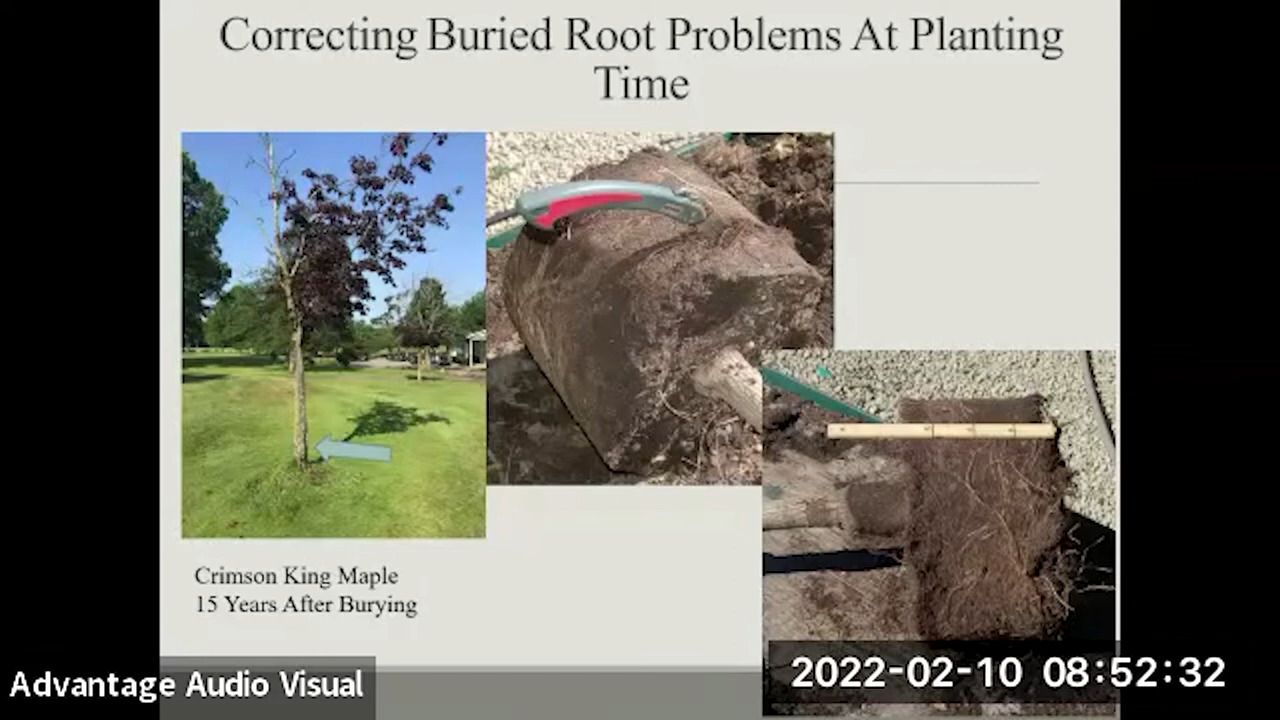 Correcting Buried Root Problems At Planting
Time
Crimson King Maple
15 Years After Burying
Advantage Audio Visual
2022-02-10 08:52:32